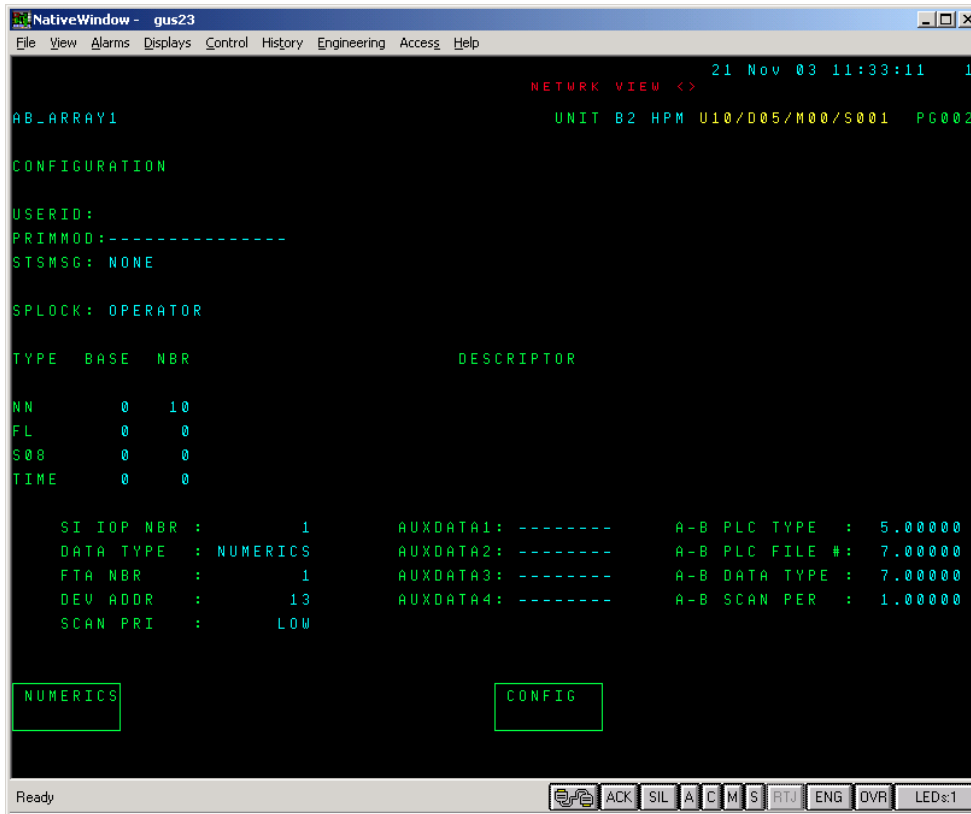 NativeWindow - gus23
File View Alarms Displays Control History Engineering Access Help
21 Nov 03 11:33:11 1
NETWRK VIEW <>
AB_ARRAY1 UNIT B2 HPM U10/D05/M00/S001 PG002
CONFIGURATION
USERID:
PRIMMOD:---------------
STSMSG: NONE
SPLOCK: OPERATOR
TYPE BASE NBR DESCRIPTOR
NN 0 10
FL 0 0
S08 0 0
TIME 0 0
SI IOP NBR : 1 AUXDATA1: -------- A-B PLC TYPE : 5.00000
DATA TYPE : NUMERICS AUXDATA2: -------- A-B PLC FILE #: 7.00000
FTA NBR : 1 AUXDATA3: -------- A-B DATA TYPE : 7.00000
DEV ADDR : 13 AUXDATA4: -------- A-B SCAN PER : 1.00000
SCAN PRI : LOW
NUMERICS CONFIG
Ready ACK SIL A C M S RTJ ENG OVR LEDs:1